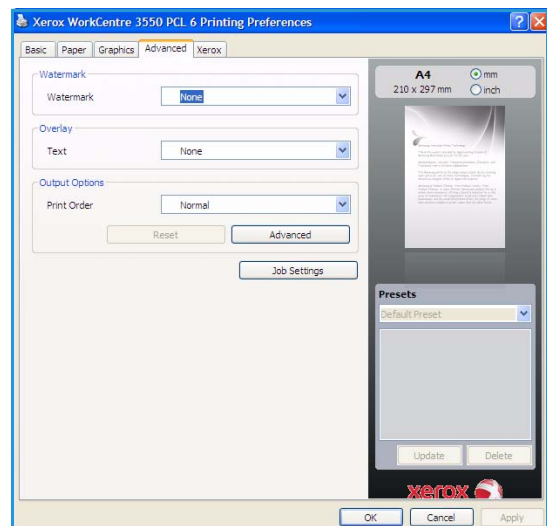 Xerox WorkCentre 3550 PCL 6 Printing Preferences
Basic Paper Graphics Advanced Xerox
Watermark
Watermark None
Overlay
Text None
Output Options
Print Order Normal
Reset Advanced
Job Settings
A4
210 x 297 mm
mm
inch
Presets
Default Preset
Update Delete
xerox
OK Cancel Apply